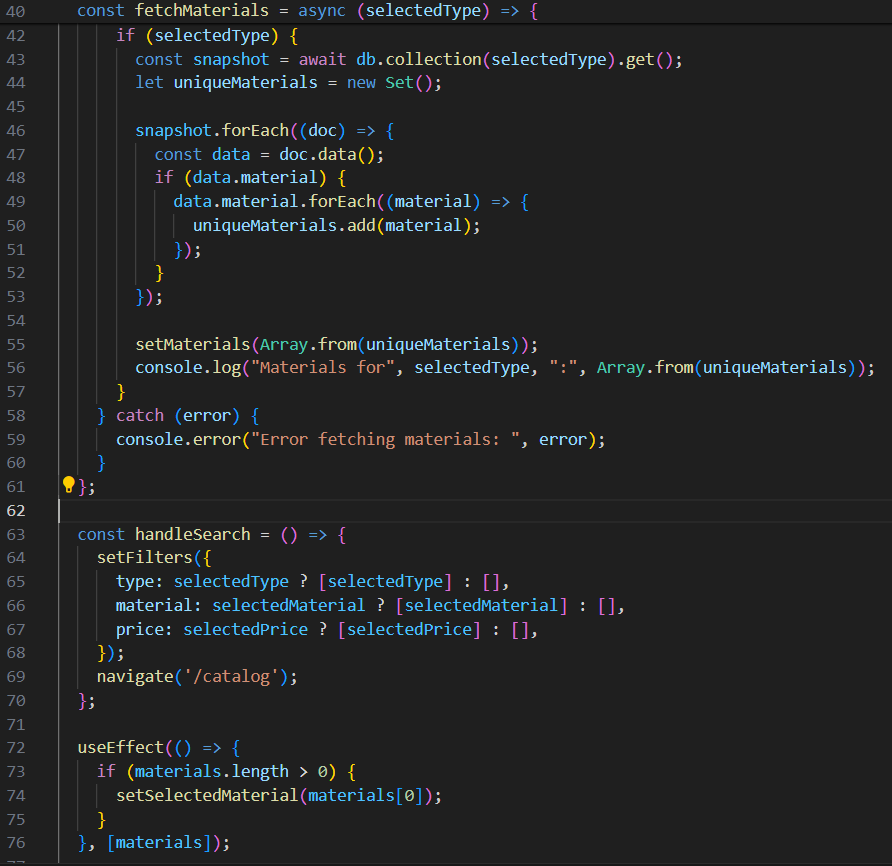 40 const fetchMaterials = async (selectedType) => {
42 if (selectedType) {
43 const snapshot = await db.collection(selectedType).get();
44 let uniqueMaterials = new Set();
45
46 snapshot.forEach((doc) => {
47 const data = doc.data();
48 if (data.material) {
49 data.material.forEach((material) => {
50 uniqueMaterials.add(material);
51 });
52 }
53 });
54
55 setMaterials(Array.from(uniqueMaterials));
56 console.log("Materials for", selectedType, ":", Array.from(uniqueMaterials));
57 }
58 } catch (error) {
59 console.error("Error fetching materials: ", error);
60 }
61 };
62
63 const handleSearch = () => {
64 setFilters({
65 type: selectedType ? [selectedType] : [],
66 material: selectedMaterial ? [selectedMaterial] : [],
67 price: selectedPrice ? [selectedPrice] : [],
68 });
69 navigate('/catalog');
70 };
71
72 useEffect(() => {
73 if (materials.length > 0) {
74 setSelectedMaterial(materials[0]);
75 }
76 }, [materials]);